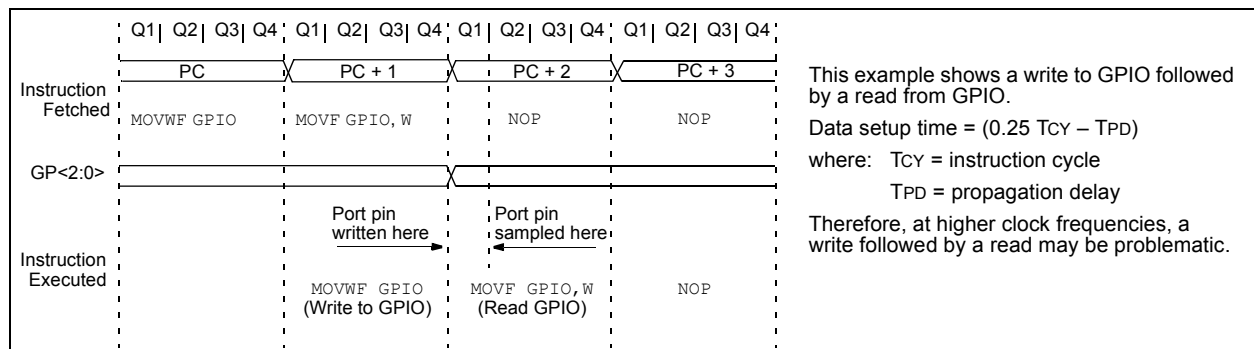 Q1| Q2| Q3| Q4 Q1| Q2| Q3| Q4 Q1| Q2| Q3| Q4 Q1| Q2| Q3| Q4
PC PC + 1 PC + 2 PC + 3
Instruction
Fetched
MOVWF GPIO MOVF GPIO, W NOP NOP
GP<2:0>
Port pin
written here
Port pin
sampled here
Instruction
Executed
MOVWF GPIO
(Write to GPIO)
MOVF GPIO,W
(Read GPIO)
NOP
This example shows a write to GPIO followed
by a read from GPIO.
Data setup time = (0.25 TCY – TPD)
where: TCY = instruction cycle
TPD = propagation delay
Therefore, at higher clock frequencies, a
write followed by a read may be problematic.